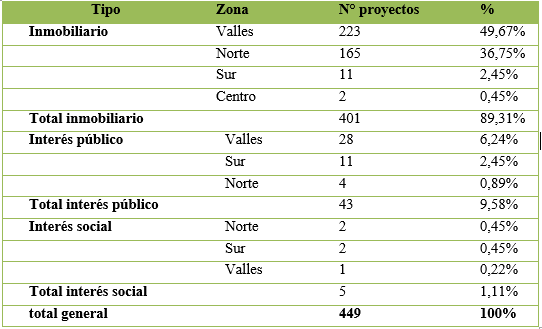 Tipo Zona N° proyectos %
Inmobiliario Valles 223 49,67%
Norte 165 36,75%
Sur 11 2,45%
Centro 2 0,45%
Total inmobiliario 401 89,31%
Interés público Valles 28 6,24%
Sur 11 2,45%
Norte 4 0,89%
Total interés público 43 9,58%
Interés social Norte 2 0,45%
Sur 2 0,45%
Valles 1 0,22%
Total interés social 5 1,11%
total general 449 100%